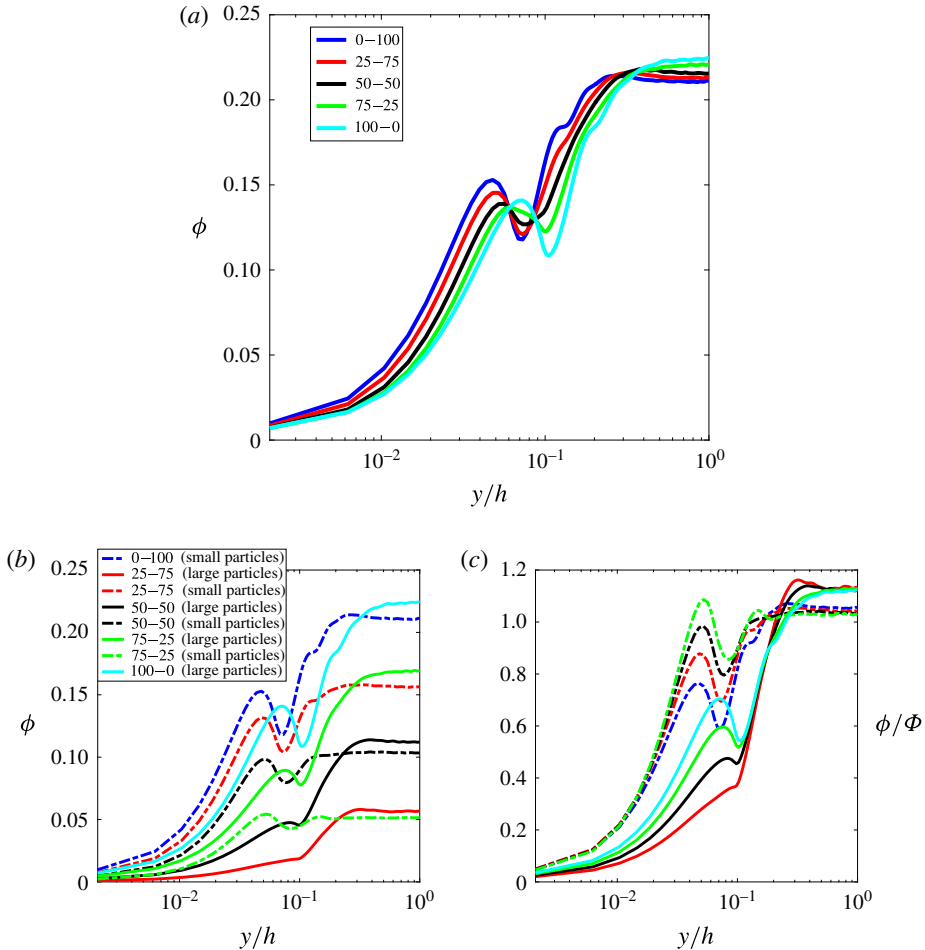 (a)
0.25
0.20
0.15
0.10
0.05
0
ϕ
0−100
25−75
50−50
75−25
100−0
10⁻²
10⁻¹
10⁰
y/h
(b)
0.25
0.20
0.15
0.10
0.05
0
ϕ
0−100 (small particles)
25−75 (large particles)
25−75 (small particles)
50−50 (large particles)
50−50 (small particles)
75−25 (large particles)
75−25 (small particles)
100−0 (large particles)
10⁻²
10⁻¹
10⁰
y/h
(c)
1.2
1.0
0.8
0.6
0.4
0.2
0
ϕ/Φ
10⁻²
10⁻¹
10⁰
y/h